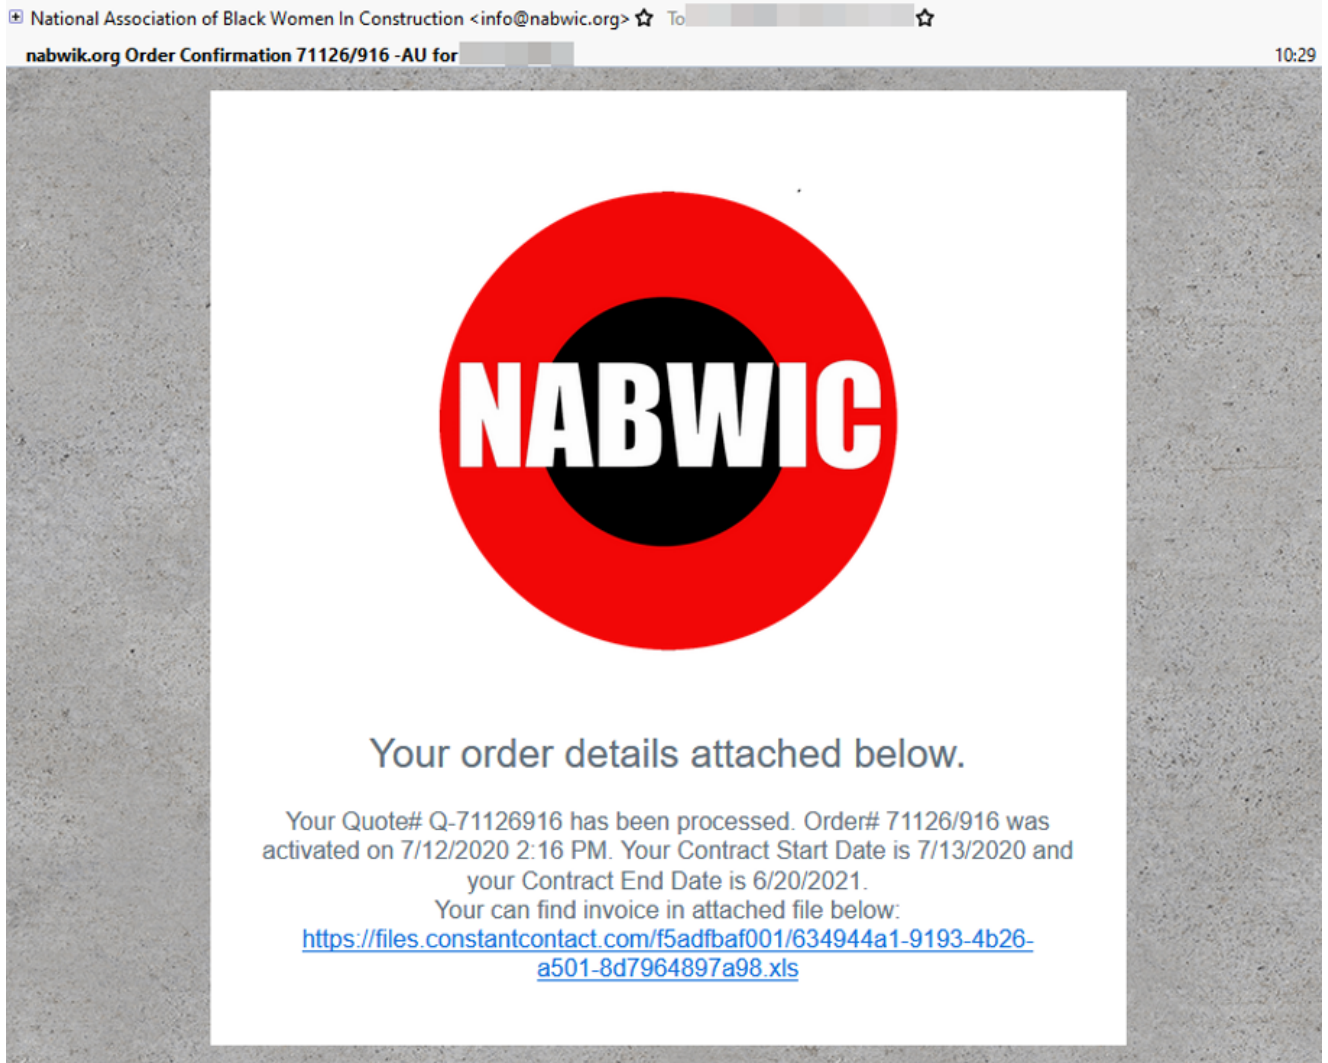 National Association of Black Women In Construction <info@nabwic.org> To
nabwik.org Order Confirmation 71126/916 -AU for 10:29
NABWIC
Your order details attached below.
Your Quote# Q-71126916 has been processed. Order# 71126/916 was
activated on 7/12/2020 2:16 PM. Your Contract Start Date is 7/13/2020 and
your Contract End Date is 6/20/2021.
Your can find invoice in attached file below:
https://files.constantcontact.com/f5adfbaf001/634944a1-9193-4b26-
a501-8d7964897a98.xls